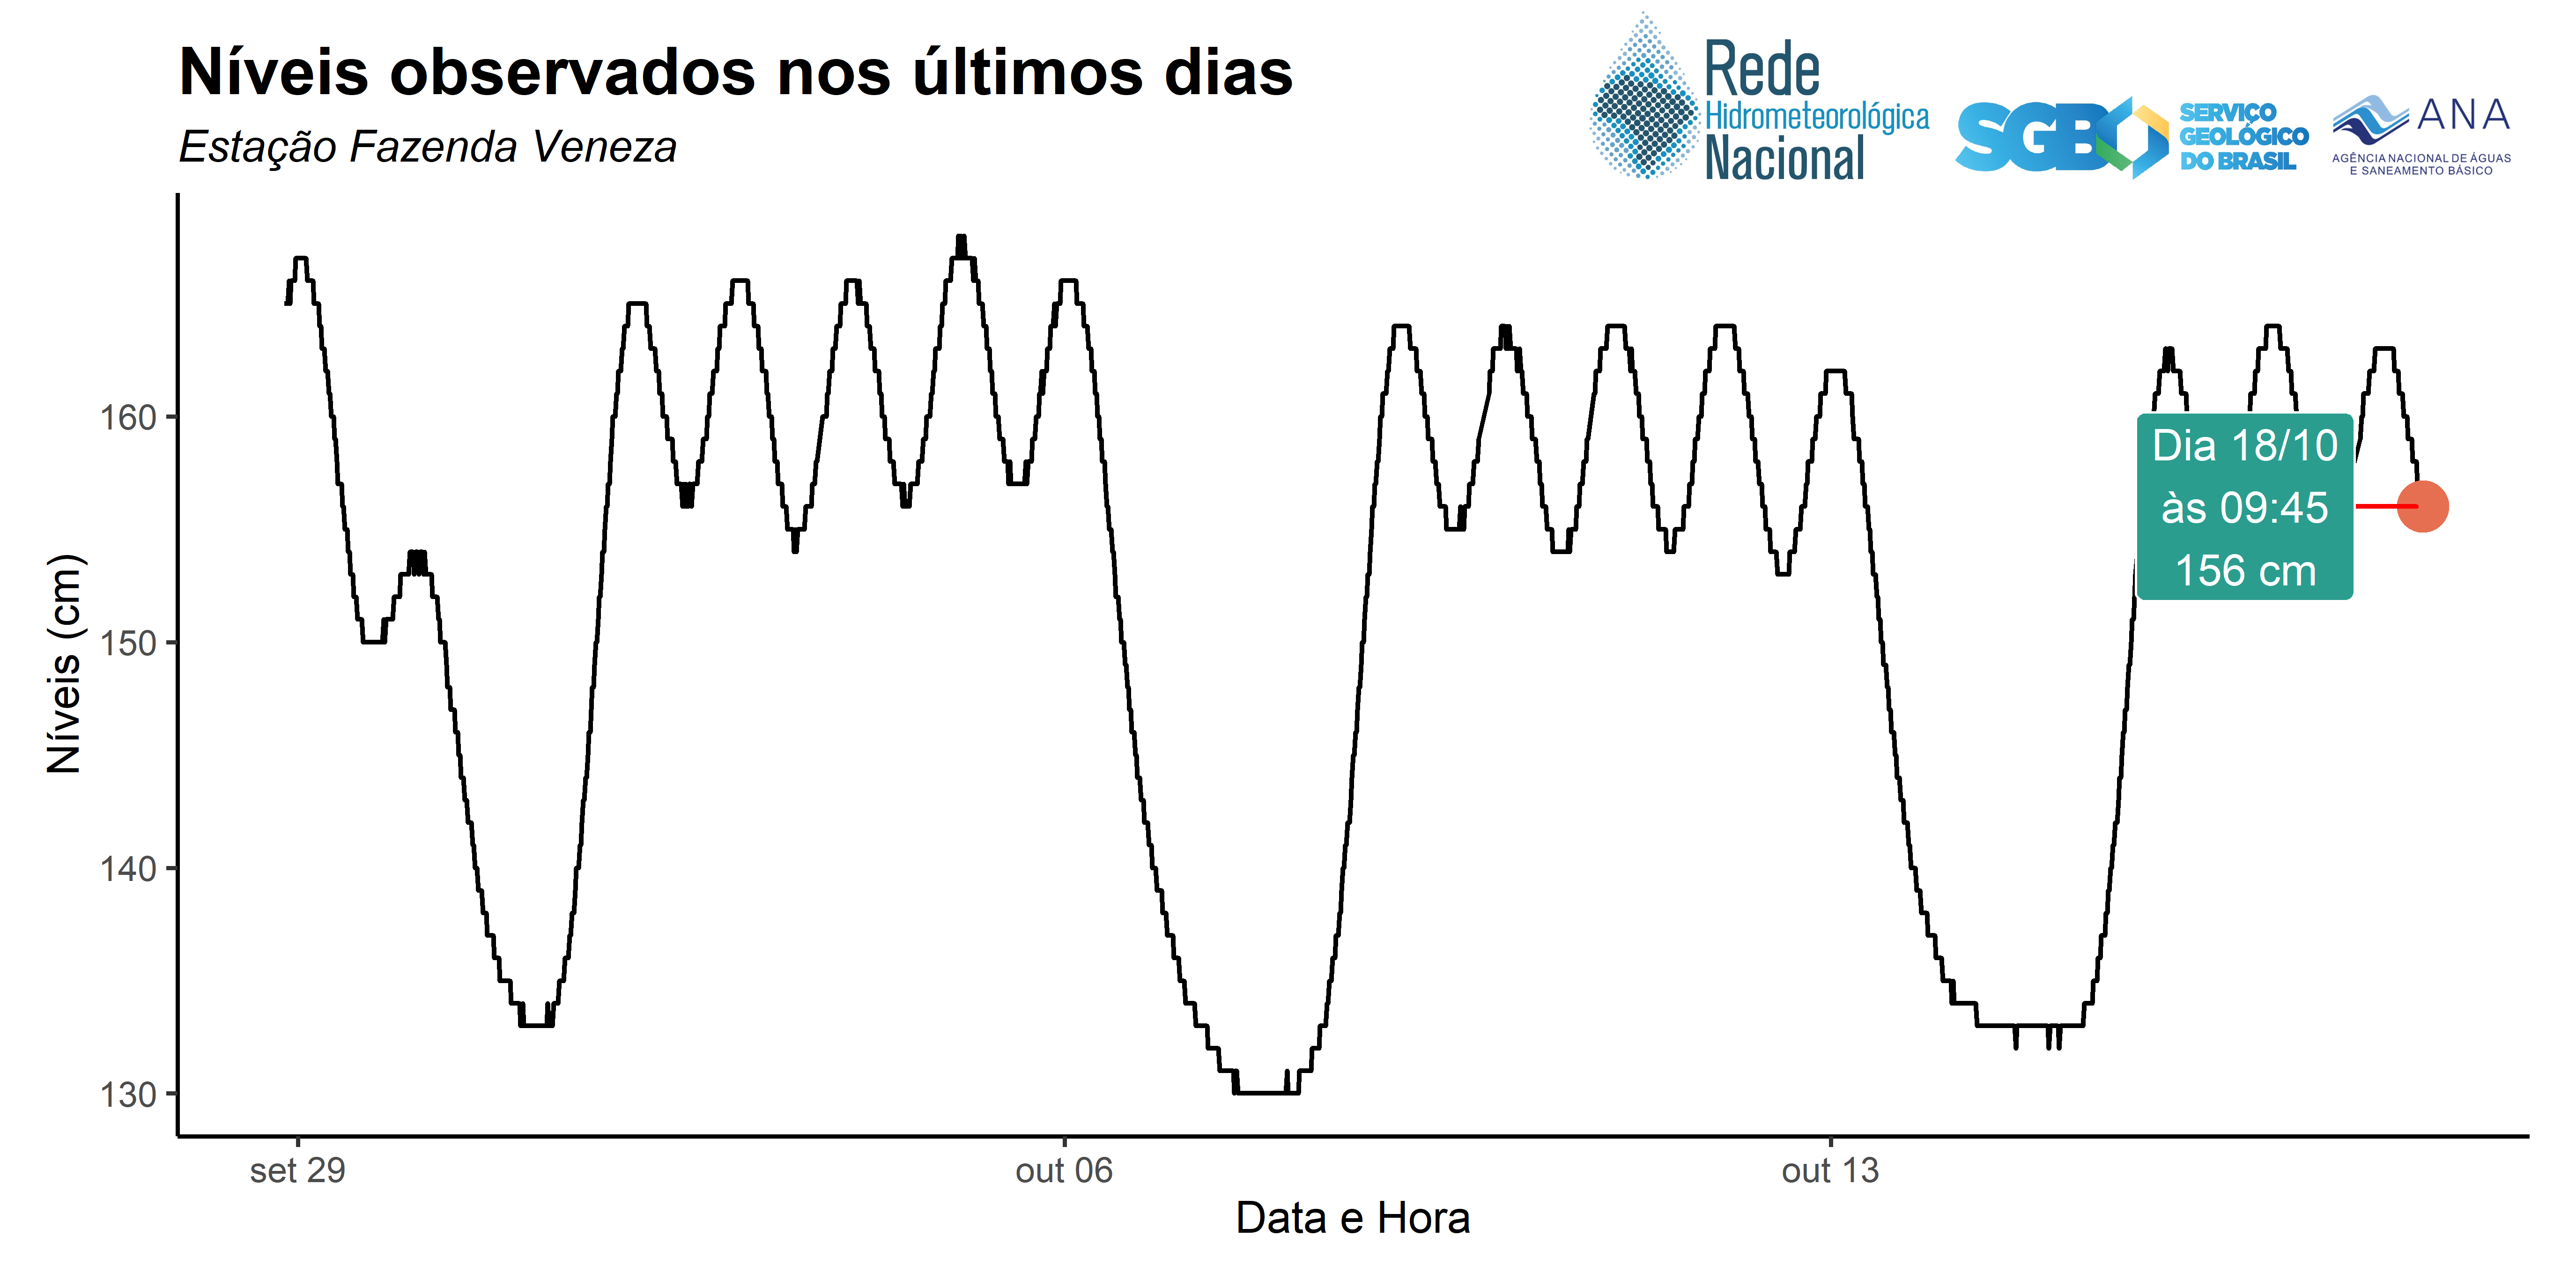 Níveis observados nos últimos dias
Estação Fazenda Veneza
Rede
Hidrometeorológica
Nacional
SGB
SERVIÇO
GEOLÓGICO
DO BRASIL
ANA
AGÊNCIA NACIONAL DE ÁGUAS
E SANEAMENTO BÁSICO
Níveis (cm)
160
150
140
130
Dia 18/10
às 09:45
156 cm
set 29
out 06
out 13
Data e Hora